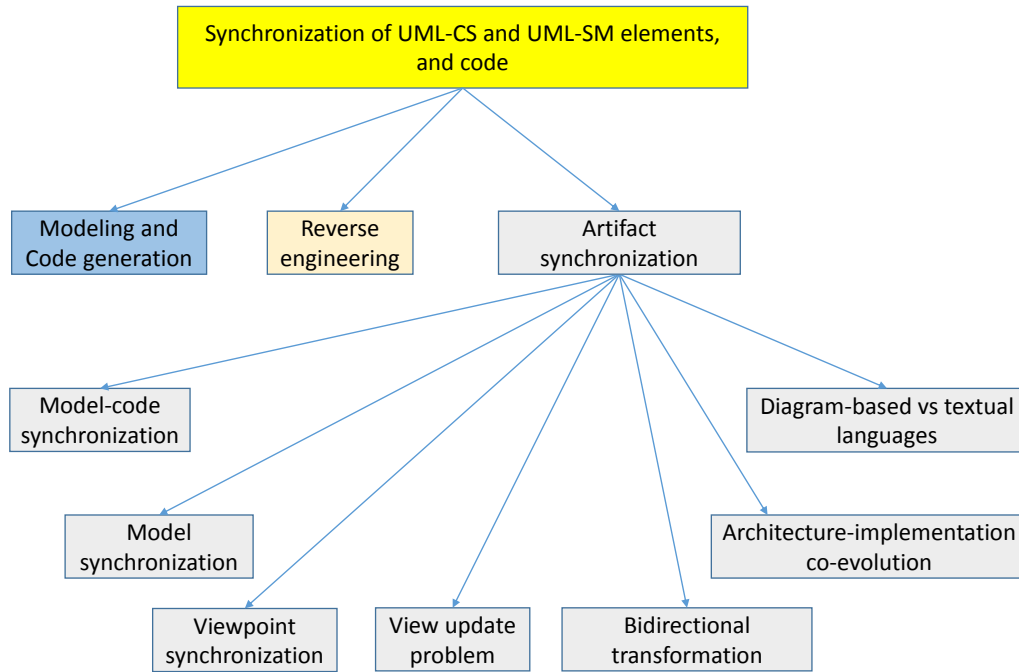 Synchronization of UML-CS and UML-SM elements,
and code
Modeling and
Code generation
Reverse
engineering
Artifact
synchronization
Model-code
synchronization
Diagram-based vs textual
languages
Model
synchronization
Architecture-implementation
co-evolution
Viewpoint
synchronization
View update
problem
Bidirectional
transformation